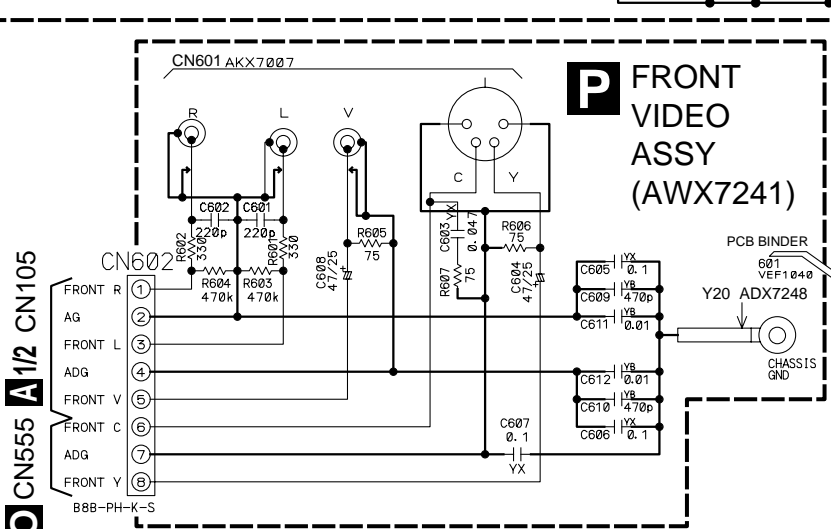 CN601 AKX7007
P FRONT
VIDEO
ASSY
(AWX7241)
R L V
C Y
C602 C601
220p 220p
R602 330
R601 330
R604 R603
470k 470k
C608 47/25
R605
75
C603 YX 0.047
R607 75
R606
75
C604 47/25
C605 YX 0.1
C609 YB 470p
C611 YB 0.01
C612 YB 0.01
C610 YB 470p
C606 YX 0.1
C607
0.1
YX
PCB BINDER
601
VEF1040
Y20 ADX7248
CHASSIS
GND
CN602
FRONT R 1
AG 2
FRONT L 3
ADG 4
FRONT V 5
FRONT C 6
ADG 7
FRONT Y 8
B8B-PH-K-S
A 1/2 CN105
CN555